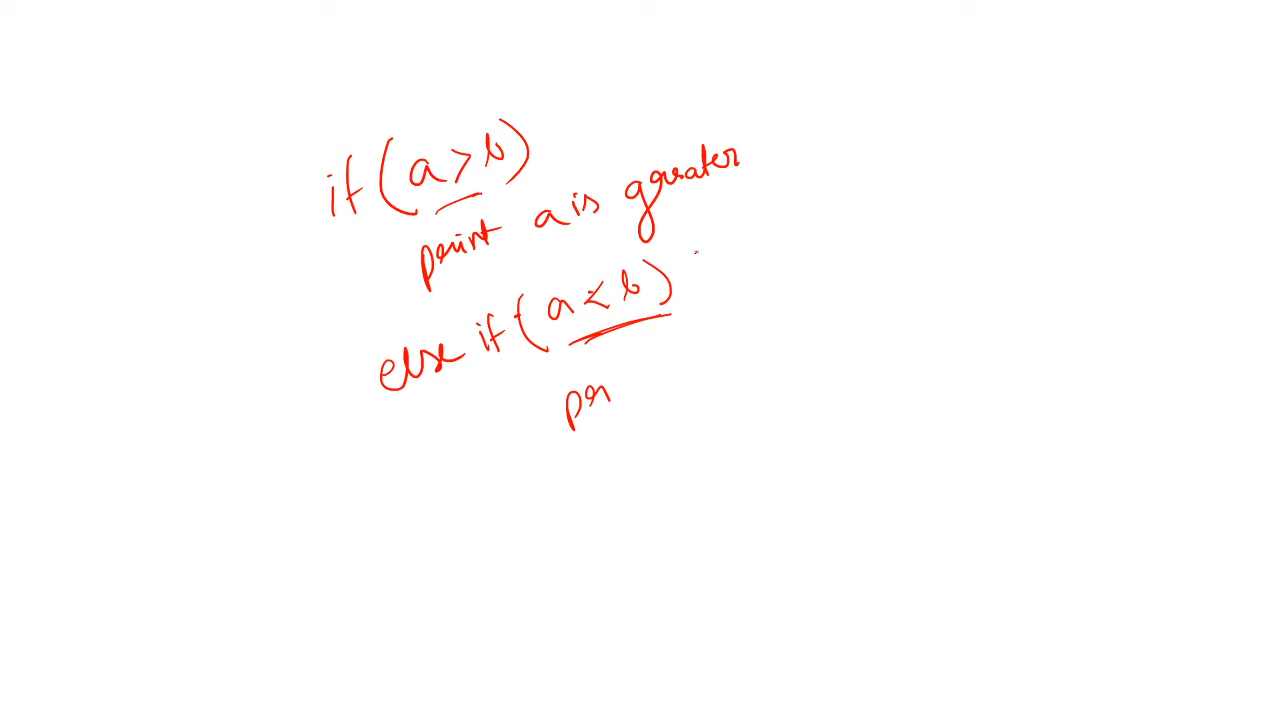 if (a > b)
print a is greater
else if (a < b)
pr